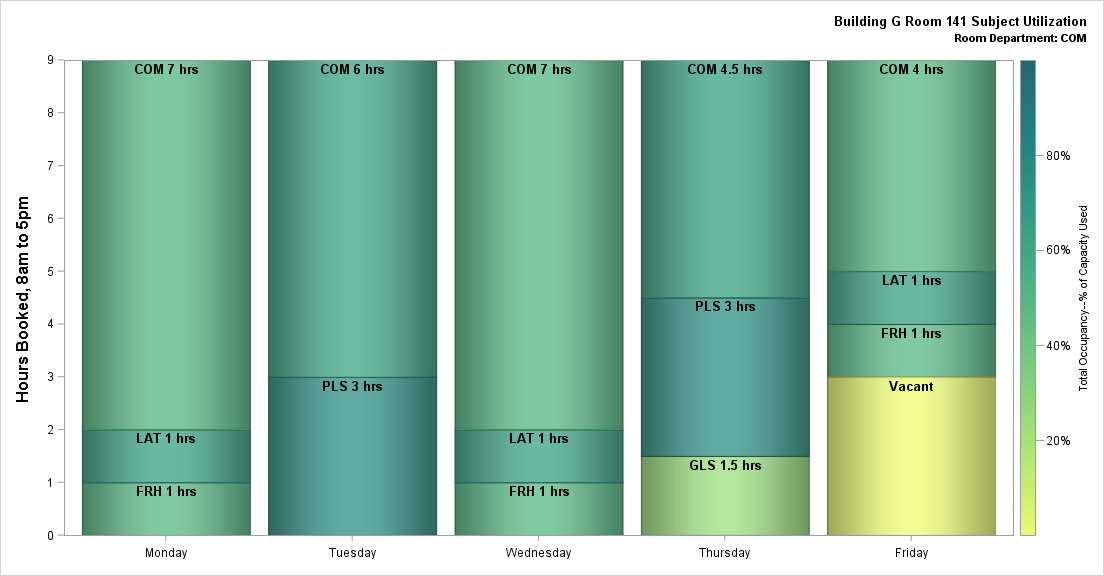 Building G Room 141 Subject Utilization
Room Department: COM
Hours Booked, 8am to 5pm
9
8
7
6
5
4
3
2
1
0
COM 7 hrs
LAT 1 hrs
FRH 1 hrs
COM 6 hrs
PLS 3 hrs
COM 7 hrs
LAT 1 hrs
FRH 1 hrs
COM 4.5 hrs
PLS 3 hrs
GLS 1.5 hrs
COM 4 hrs
LAT 1 hrs
FRH 1 hrs
Vacant
Monday
Tuesday
Wednesday
Thursday
Friday
80%
60%
40%
20%
Total Occupancy--% of Capacity Used